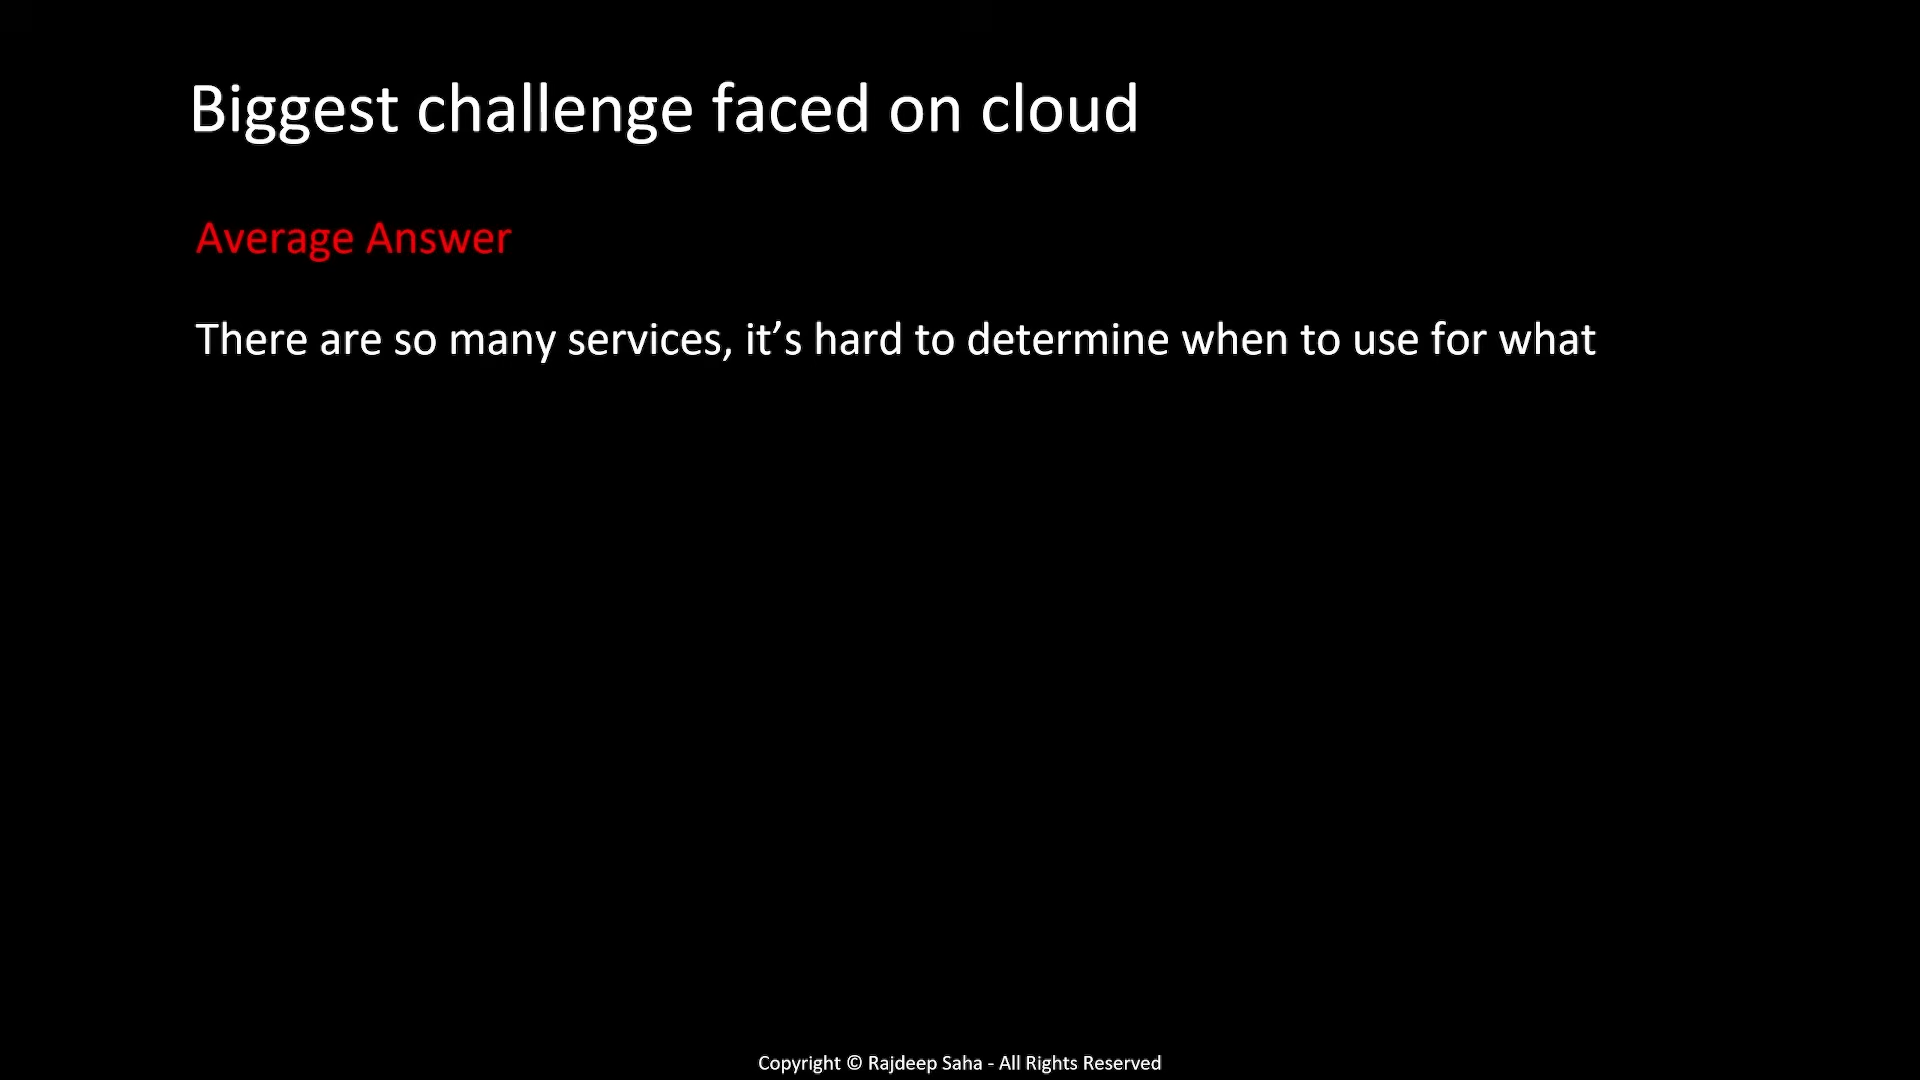 Biggest challenge faced on cloud
Average Answer
There are so many services, it’s hard to determine when to use for what
Copyright © Rajdeep Saha - All Rights Reserved